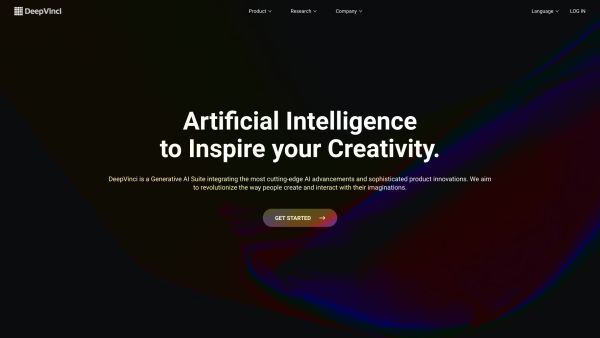 DeepVinci
Product
Research
Company
Language
LOG IN
Artificial Intelligence
to Inspire your Creativity.
DeepVinci is a Generative AI Suite integrating the most cutting-edge AI advancements and sophisticated product innovations. We aim
to revolutionize the way people create and interact with their imaginations.
GET STARTED